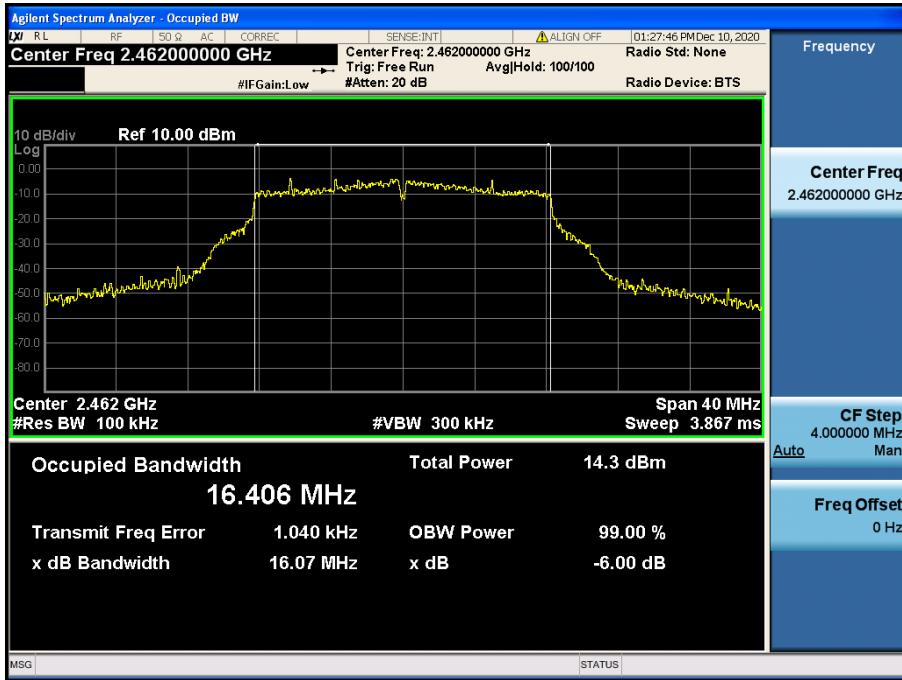 Agilent Spectrum Analyzer - Occupied BW
LXI RL RF 50 Ω AC CORREC SENSE:INT ALIGN OFF 01:27:46 PM Dec 10, 2020
Center Freq 2.462000000 GHz
Center Freq: 2.462000000 GHz
Radio Std: None
Trig: Free Run Avg|Hold: 100/100
#IFGain:Low #Atten: 20 dB
Radio Device: BTS
10 dB/div Ref 10.00 dBm
Log
0.00
-10.0
-20.0
-30.0
-40.0
-50.0
-60.0
-70.0
-80.0
Center 2.462 GHz Span 40 MHz
#Res BW 100 kHz #VBW 300 kHz Sweep 3.867 ms
Occupied Bandwidth Total Power 14.3 dBm
16.406 MHz
Transmit Freq Error 1.040 kHz OBW Power 99.00 %
x dB Bandwidth 16.07 MHz x dB -6.00 dB
MSG STATUS
Frequency
Center Freq
2.462000000 GHz
CF Step
4.000000 MHz
Auto Man
Freq Offset
0 Hz